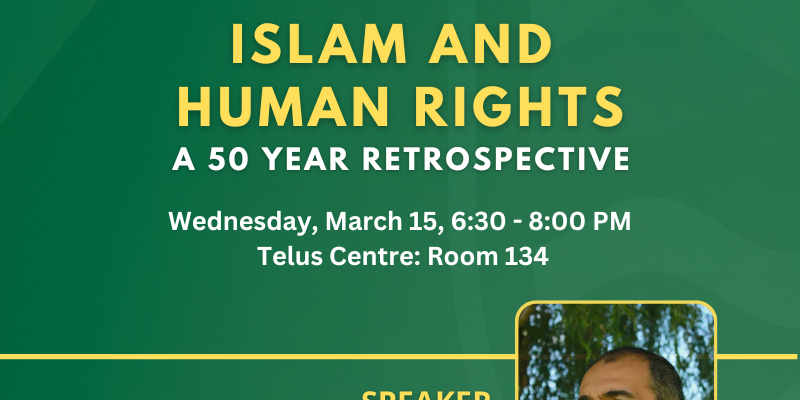 ISLAM AND
HUMAN RIGHTS
A 50 YEAR RETROSPECTIVE
Wednesday, March 15, 6:30 - 8:00 PM
Telus Centre: Room 134
SPEAKER